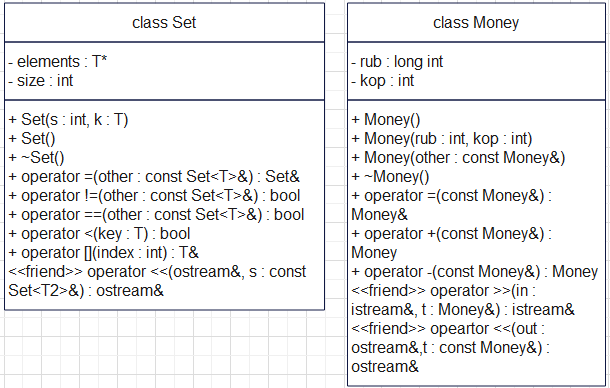 class Set
- elements : T*
- size : int
+ Set(s : int, k : T)
+ Set()
+ ~Set()
+ operator =(other : const Set<T>&) : Set&
+ operator !=(other : const Set<T>&) : bool
+ operator ==(other : const Set<T>&) : bool
+ operator <(key : T) : bool
+ operator [](index : int) : T&
<<friend>> operator <<(ostream&, s : const
Set<T2>&) : ostream&
class Money
- rub : long int
- kop : int
+ Money()
+ Money(rub : int, kop : int)
+ Money(other : const Money&)
+ ~Money()
+ operator =(const Money&) :
Money&
+ operator +(const Money&) :
Money
+ operator -(const Money&) : Money
<<friend>> operator >>(in :
istream&, t : Money&) : istream&
<<friend>> opeartor <<(out :
ostream&,t : const Money&) :
ostream&